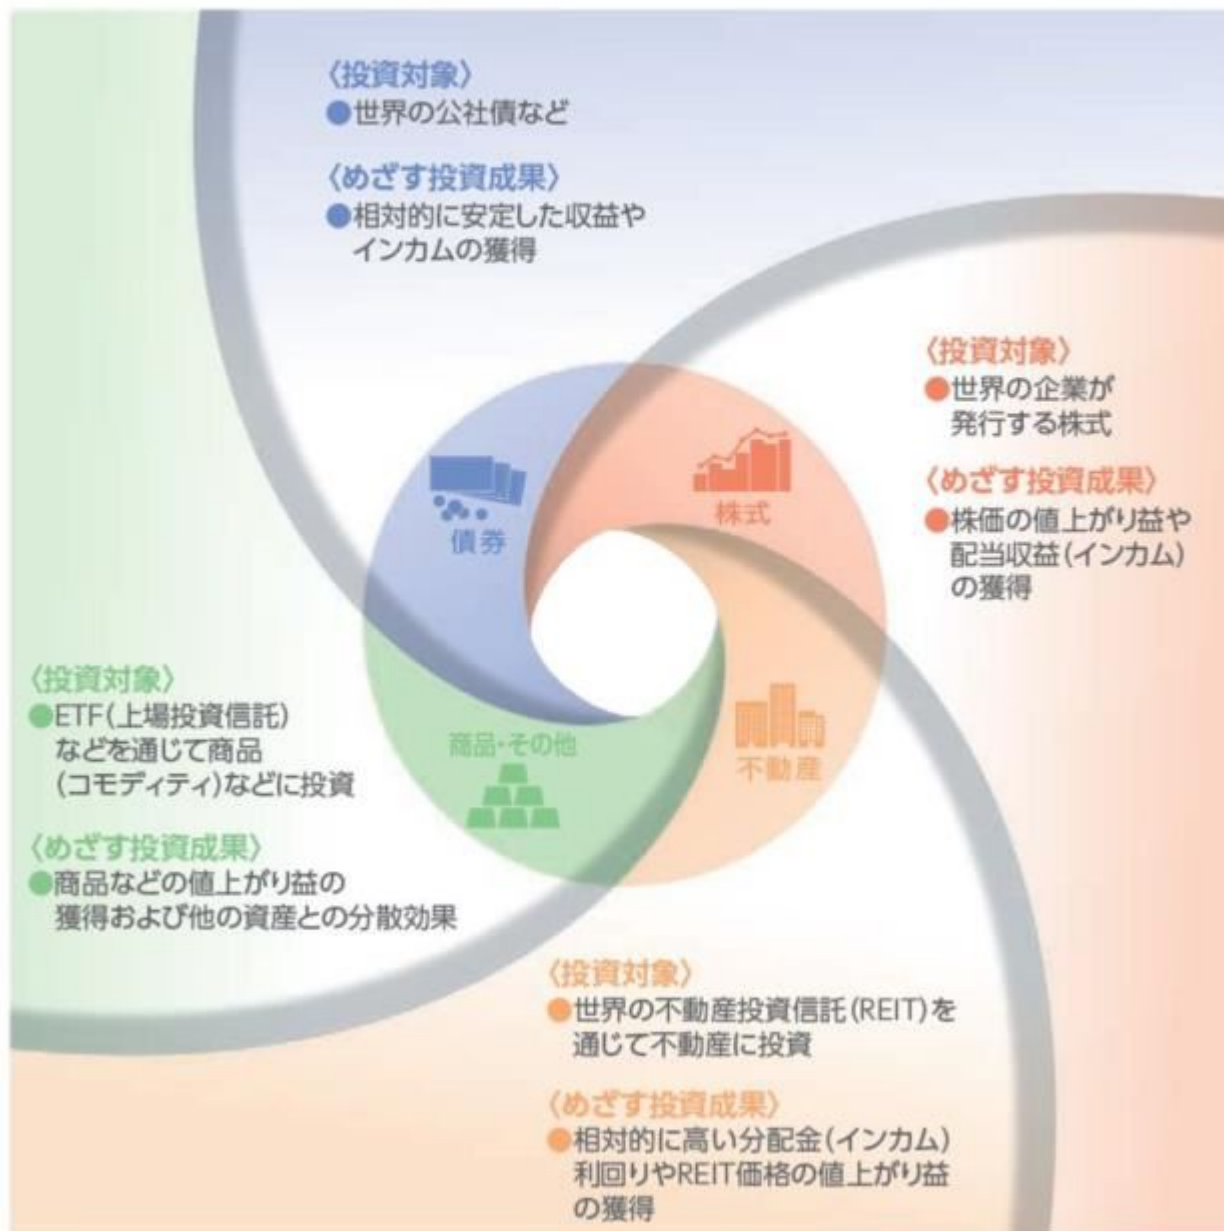 〈投資対象〉
●世界の公社債など
〈めざす投資成果〉
●相対的に安定した収益や
インカムの獲得
〈投資対象〉
●世界の企業が
発行する株式
〈めざす投資成果〉
●株価の値上がり益や
配当収益(インカム)
の獲得
債券
株式
商品・その他
不動産
〈投資対象〉
●ETF(上場投資信託)
などを通じて商品
(コモディティ)などに投資
〈めざす投資成果〉
●商品などの値上がり益の
獲得および他の資産との分散効果
〈投資対象〉
●世界の不動産投資信託(REIT)を
通じて不動産に投資
〈めざす投資成果〉
●相対的に高い分配金(インカム)
利回りやREIT価格の値上がり益
の獲得